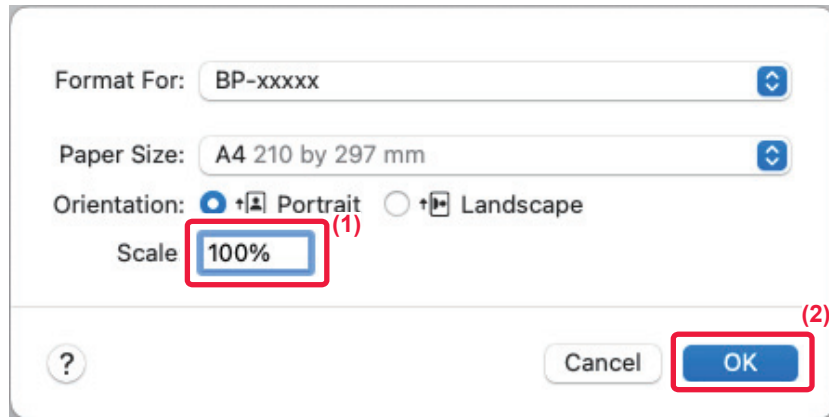 Format For: BP-xxxxx
Paper Size: A4 210 by 297 mm
Orientation: Portrait Landscape
(1)
Scale 100%
(2)
? Cancel OK